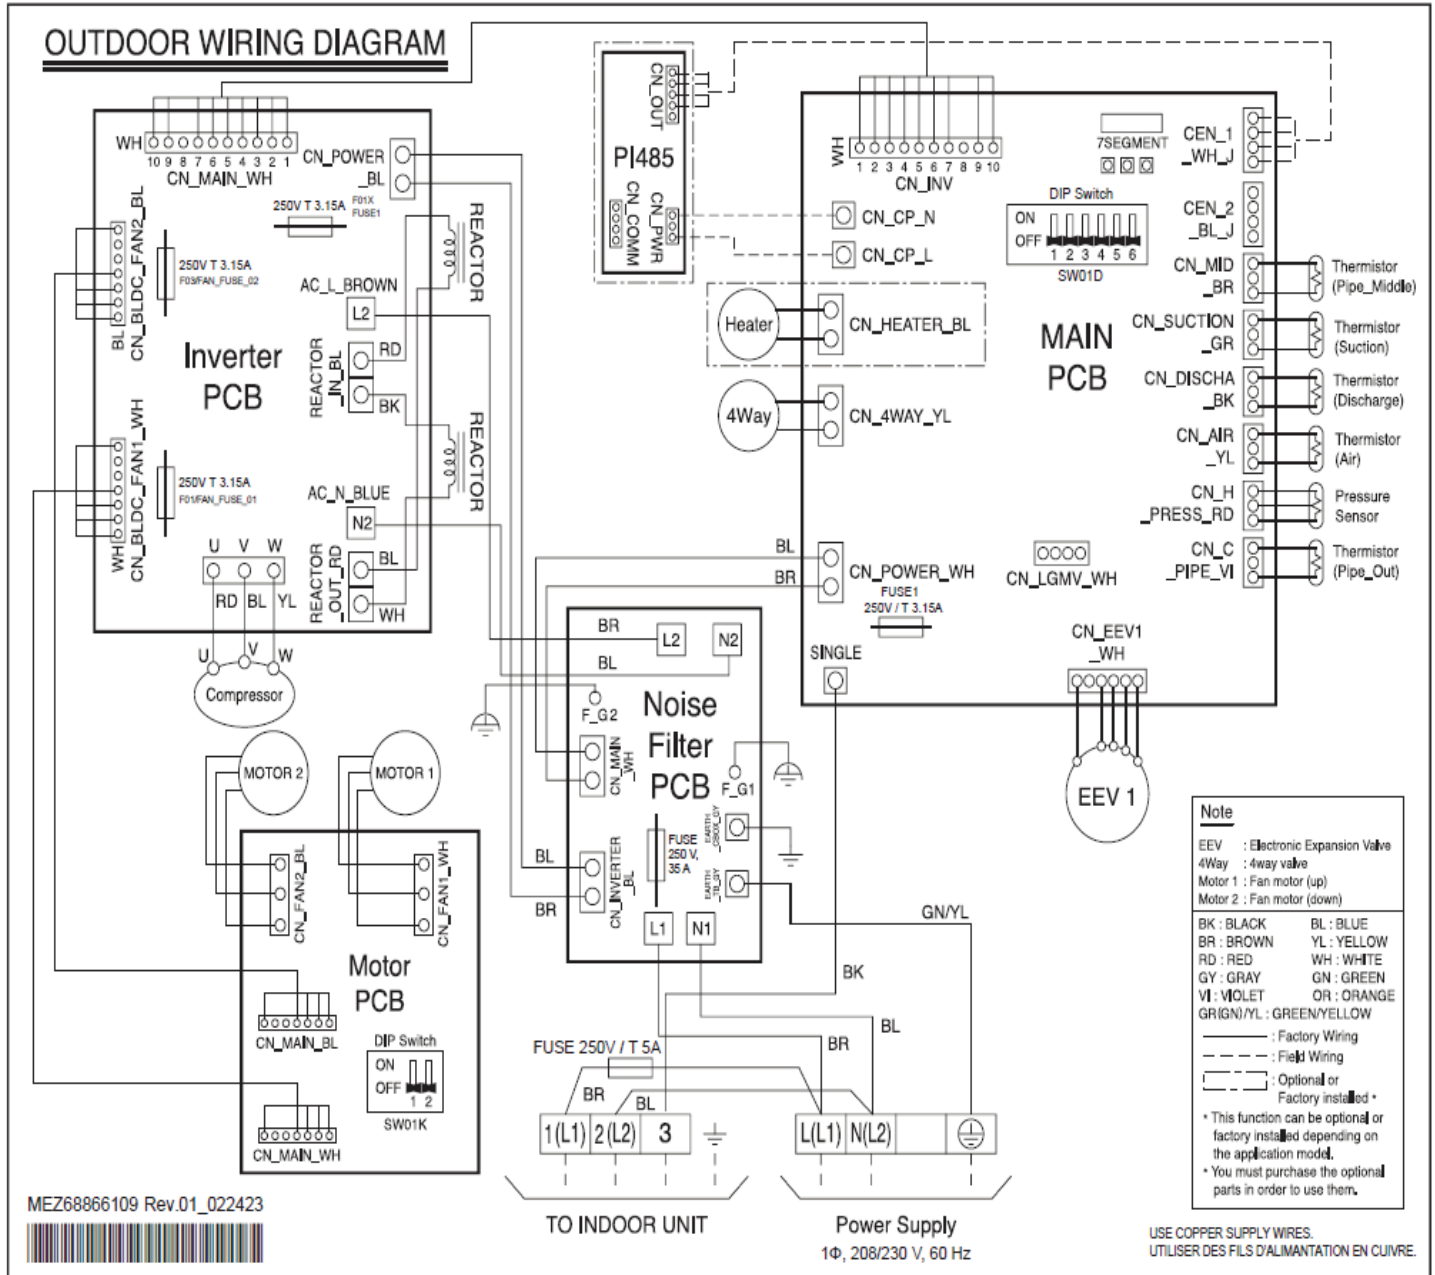 OUTDOOR WIRING DIAGRAM
WH
10 9 8 7 6 5 4 3 2 1
CN_MAIN_WH
CN_POWER
_BL
250V T 3.15A
F01X
FUSE1
CN_BLDC_FAN2_BL
BL
250V T 3.15A
F03/FAN_FUSE_02
REACTOR
AC_L_BROWN
L2
Inverter
PCB
REACTOR
_IN_BL
RD
BK
REACTOR
CN_BLDC_FAN1_WH
WH
250V T 3.15A
F01/FAN_FUSE_01
AC_N_BLUE
N2
REACTOR
_OUT_RD
BL
WH
U V W
RD BL YL
U V W
Compressor
MOTOR 2
MOTOR 1
CN_FAN2_BL
CN_FAN1_WH
Motor
PCB
CN_MAIN_BL
DIP Switch
ON
OFF
1 2
SW01K
CN_MAIN_WH
MEZ68866109 Rev.01_022423
CN_OUT
PI485
CN_COMM
CN_PWR
WH
1 2 3 4 5 6 7 8 9 10
CN_INV
7SEGMENT
CEN_1
_WH_J
CN_CP_N
CN_CP_L
DIP Switch
ON
OFF
1 2 3 4 5 6
SW01D
CEN_2
_BL_J
CN_MID
_BR
Thermistor
(Pipe_Middle)
Heater
CN_HEATER_BL
MAIN
PCB
CN_SUCTION
_GR
Thermistor
(Suction)
CN_DISCHA
_BK
Thermistor
(Discharge)
4Way
CN_4WAY_YL
CN_AIR
_YL
Thermistor
(Air)
CN_H
_PRESS_RD
Pressure
Sensor
BL
BR
CN_POWER_WH
FUSE1
250V / T 3.15A
CN_LGMV_WH
CN_C
_PIPE_VI
Thermistor
(Pipe_Out)
SINGLE
CN_EEV1
_WH
EEV 1
BR
L2
N2
BL
F_G2
Noise
Filter
PCB
CN_MAIN
_WH
F_G1
EARTH
_CBOX_GY
FUSE
250 V,
35 A
EARTH
_TB_GY
BL
BR
CN_INVERTER
_BL
L1
N1
GN/YL
BK
BL
BR
FUSE 250V / T 5A
BR
BL
1(L1) 2(L2) 3
L(L1) N(L2)
TO INDOOR UNIT
Power Supply
1Φ, 208/230 V, 60 Hz
Note
EEV : Electronic Expansion Valve
4Way : 4way valve
Motor 1 : Fan motor (up)
Motor 2 : Fan motor (down)
BK : BLACK BL : BLUE
BR : BROWN YL : YELLOW
RD : RED WH : WHITE
GY : GRAY GN : GREEN
VI : VIOLET OR : ORANGE
GR(GN)/YL : GREEN/YELLOW
: Factory Wiring
: Field Wiring
: Optional or
Factory installed *
* This function can be optional or
factory installed depending on
the application model.
* You must purchase the optional
parts in order to use them.
USE COPPER SUPPLY WIRES.
UTILISER DES FILS D'ALIMANTATION EN CUIVRE.